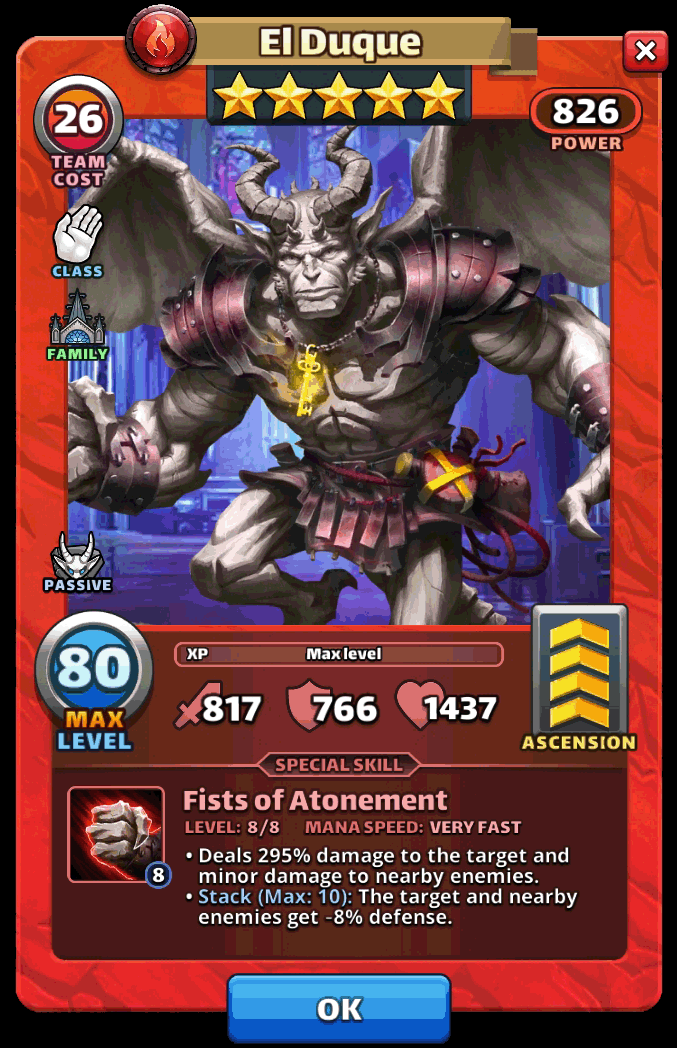 El Duque
26
TEAM
COST
826
POWER
CLASS
FAMILY
PASSIVE
80
MAX
LEVEL
XP Max level
817 766 1437
ASCENSION
SPECIAL SKILL
Fists of Atonement
LEVEL: 8/8 MANA SPEED: VERY FAST
8
• Deals 295% damage to the target and
minor damage to nearby enemies.
• Stack (Max: 10): The target and nearby
enemies get -8% defense.
OK